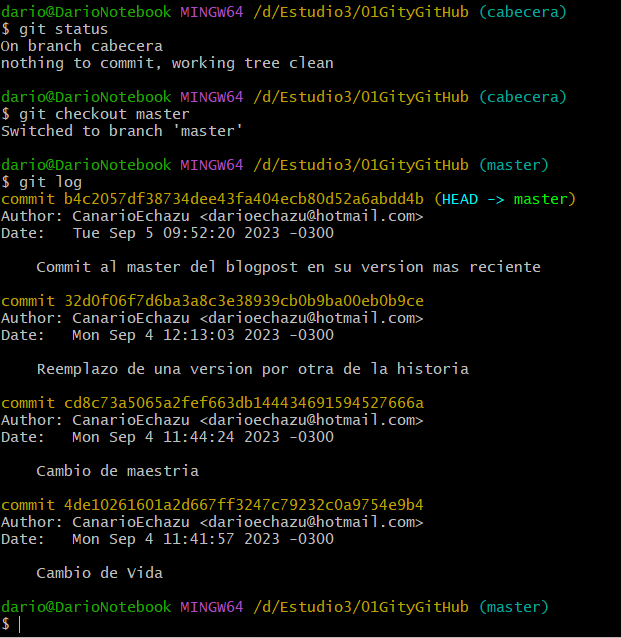 dario@DarioNotebook MINGW64 /d/Estudio3/01GityGitHub (cabecera)
$ git status
On branch cabecera
nothing to commit, working tree clean
dario@DarioNotebook MINGW64 /d/Estudio3/01GityGitHub (cabecera)
$ git checkout master
Switched to branch 'master'
dario@DarioNotebook MINGW64 /d/Estudio3/01GityGitHub (master)
$ git log
commit b4c2057df38734dee43fa404ecb80d52a6abdd4b (HEAD -> master)
Author: CanarioEchazu <darioechazu@hotmail.com>
Date:   Tue Sep 5 09:52:20 2023 -0300
Commit al master del blogpost en su version mas reciente
commit 32d0f06f7d6ba3a8c3e38939cb0b9ba00eb0b9ce
Author: CanarioEchazu <darioechazu@hotmail.com>
Date:   Mon Sep 4 12:13:03 2023 -0300
Reemplazo de una version por otra de la historia
commit cd8c73a5065a2fef663db144434691594527666a
Author: CanarioEchazu <darioechazu@hotmail.com>
Date:   Mon Sep 4 11:44:24 2023 -0300
Cambio de maestria
commit 4de10261601a2d667ff3247c79232c0a9754e9b4
Author: CanarioEchazu <darioechazu@hotmail.com>
Date:   Mon Sep 4 11:41:57 2023 -0300
Cambio de Vida
dario@DarioNotebook MINGW64 /d/Estudio3/01GityGitHub (master)
$